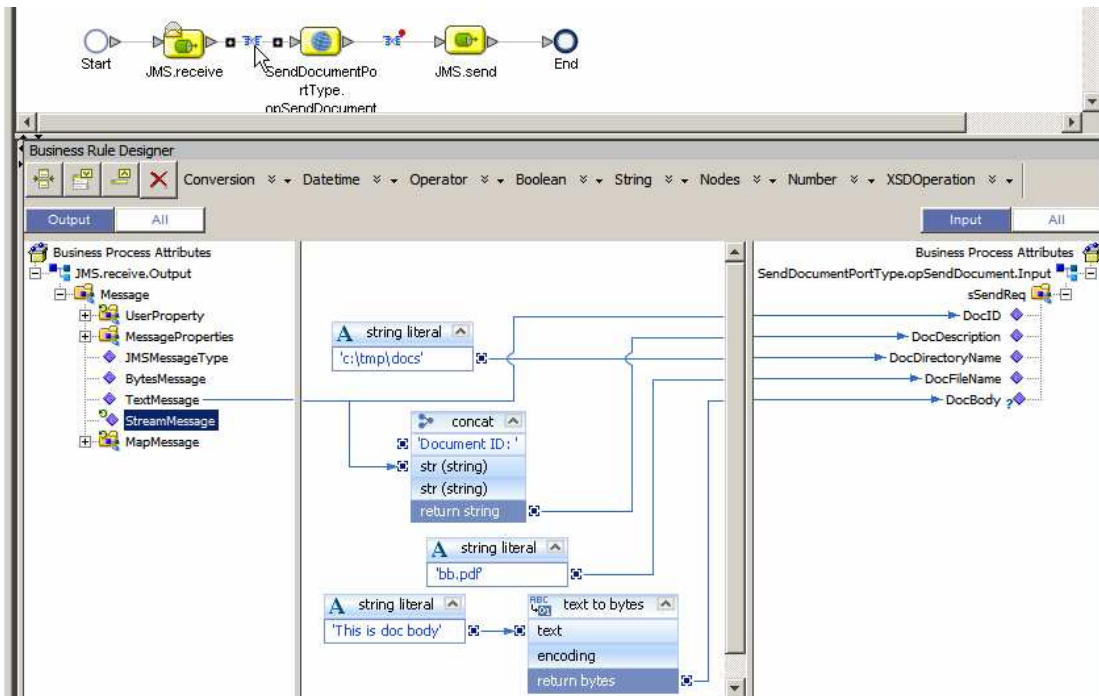 Start
JMS.receive
SendDocumentPo
rtType.
opSendDocument
JMS.send
End
Business Rule Designer
Conversion Datetime Operator Boolean String Nodes Number XSDOperation
Output All
Input All
Business Process Attributes
JMS.receive.Output
Message
UserProperty
MessageProperties
JMSMessageType
BytesMessage
TextMessage
StreamMessage
MapMessage
A string literal
'c:\tmp\docs'
concat
'Document ID: '
str (string)
str (string)
return string
A string literal
'bb.pdf'
A string literal
'This is doc body'
ABC
text to bytes
text
encoding
return bytes
Business Process Attributes
SendDocumentPortType.opSendDocument.Input
sSendReq
DocID
DocDescription
DocDirectoryName
DocFileName
DocBody ?